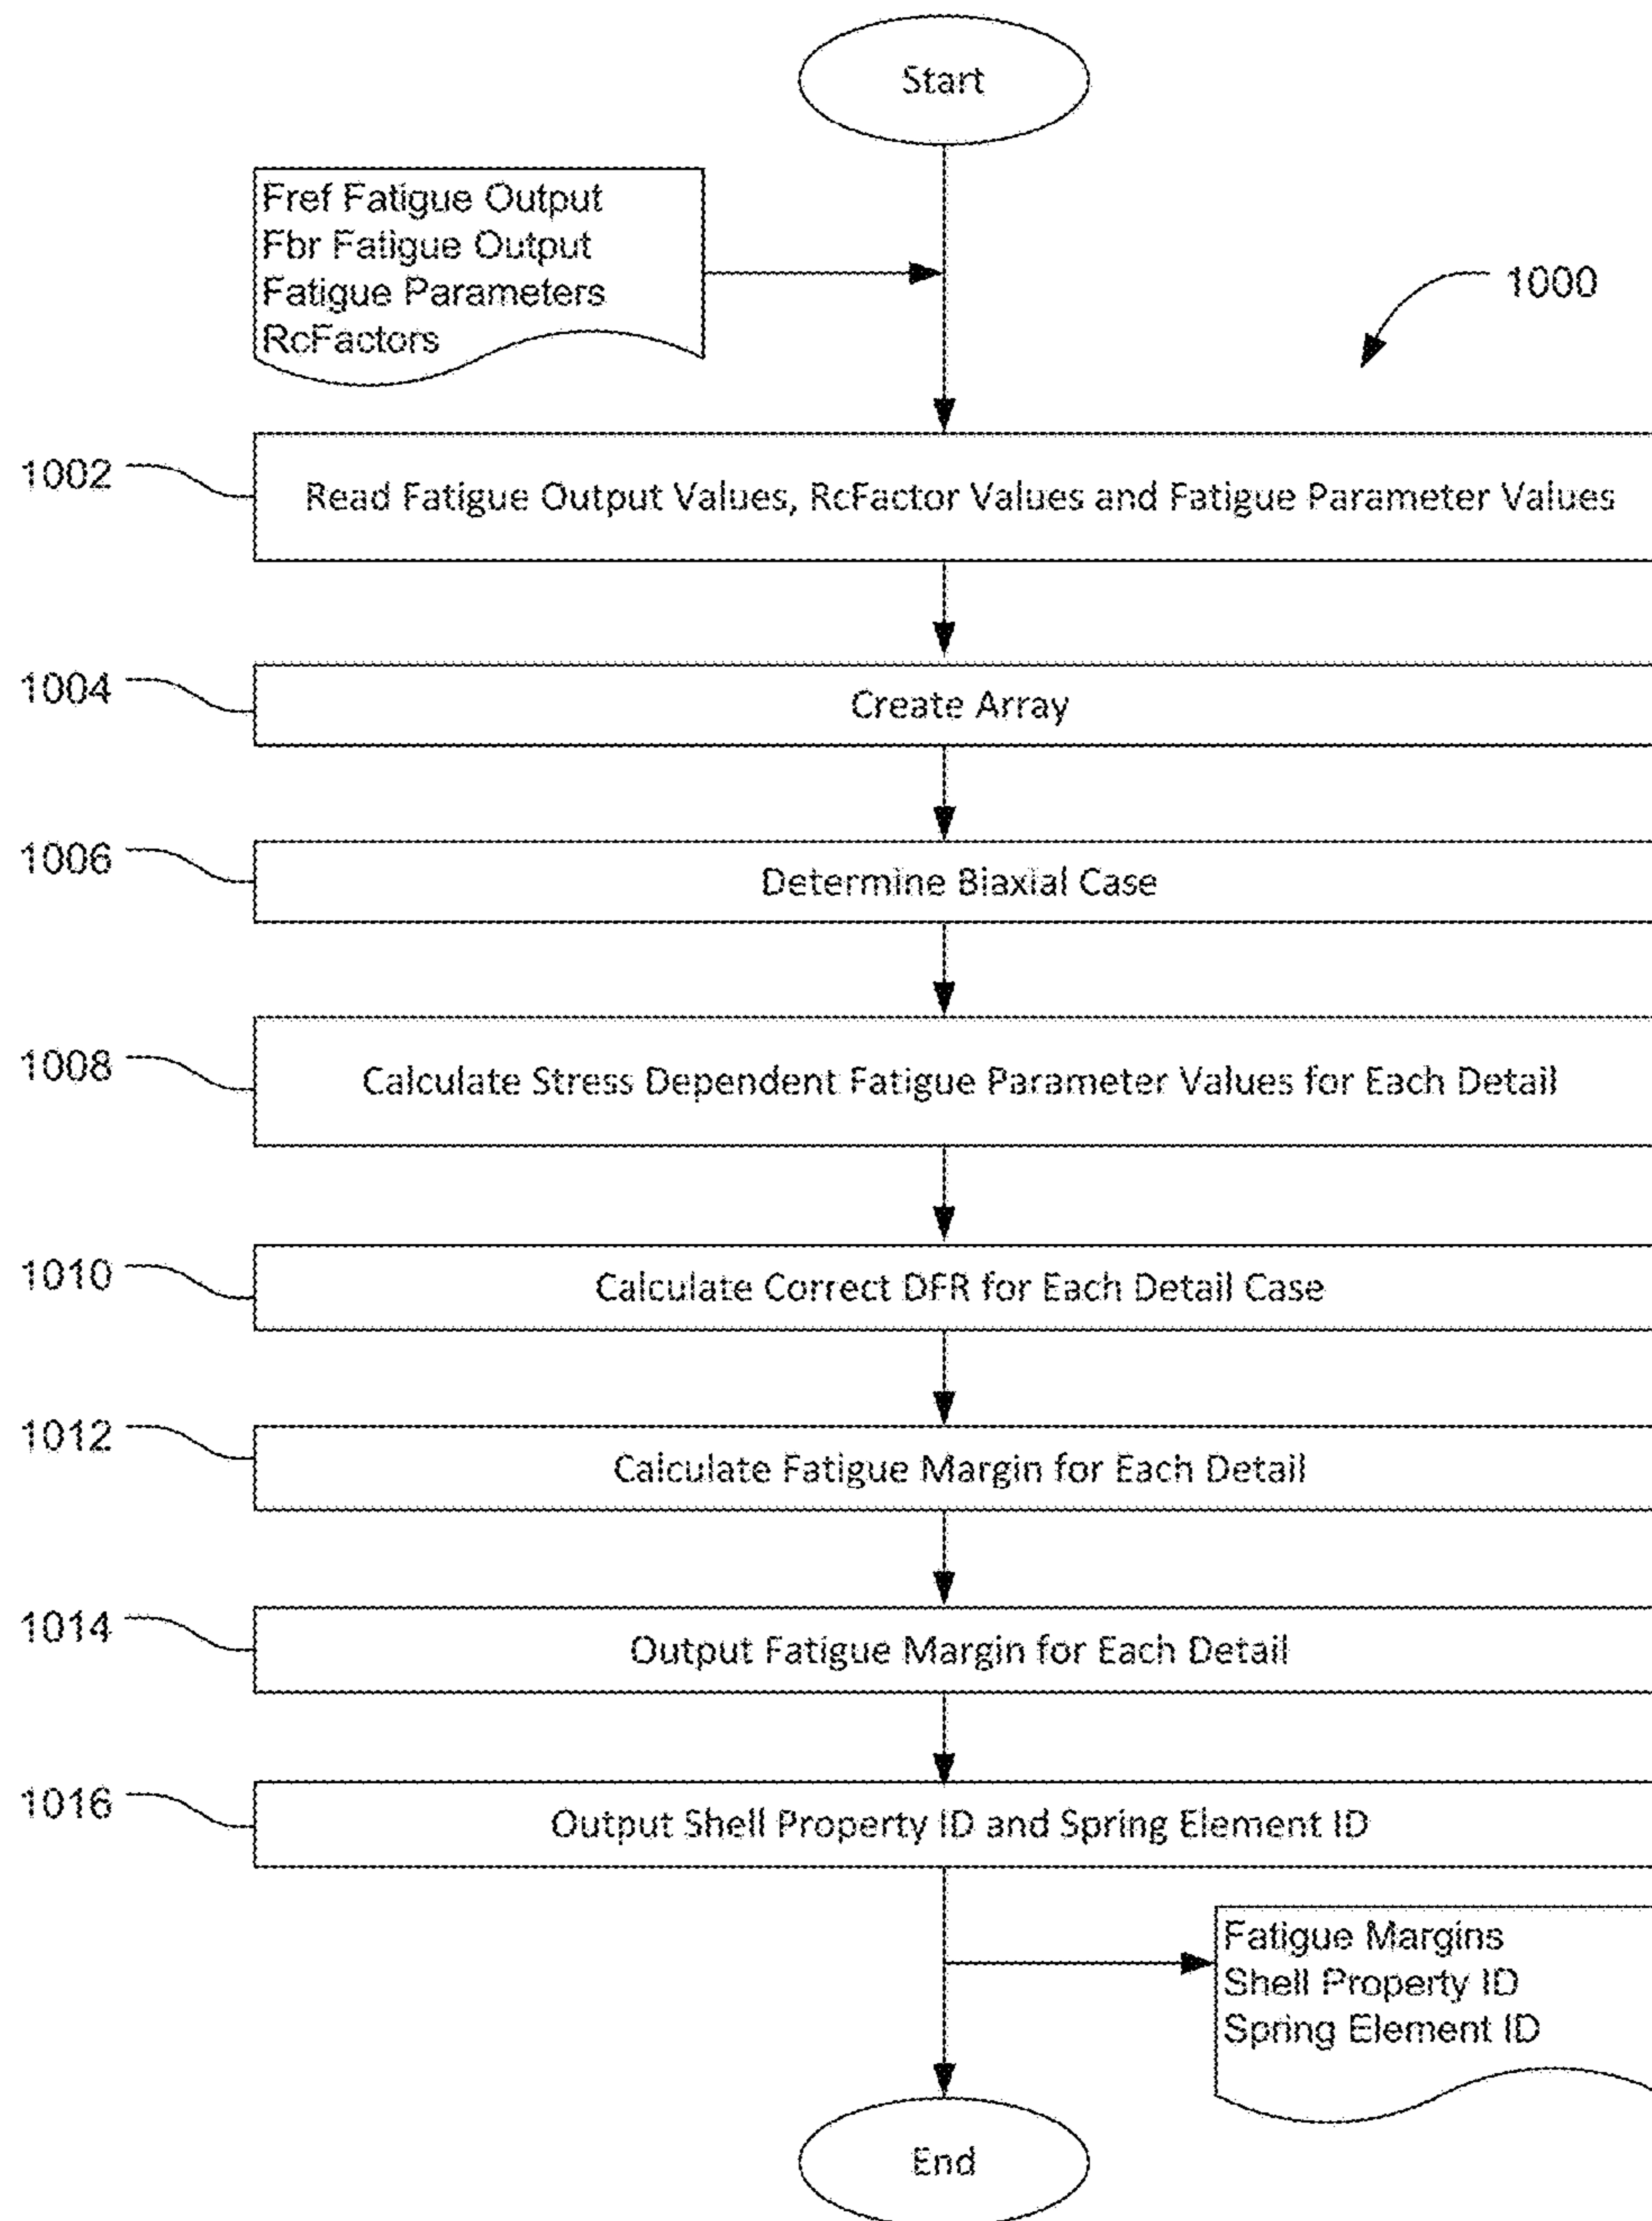 Start
Fref Fatigue Output
Fbr Fatigue Output
Fatigue Parameters
RcFactors
1000
1002
Read Fatigue Output Values, RcFactor Values and Fatigue Parameter Values
1004
Create Array
1006
Determine Biaxial Case
1008
Calculate Stress Dependent Fatigue Parameter Values for Each Detail
1010
Calculate Correct DFR for Each Detail Case
1012
Calculate Fatigue Margin for Each Detail
1014
Output Fatigue Margin for Each Detail
1016
Output Shell Property ID and Spring Element ID
Fatigue Margins
Shell Property ID
Spring Element ID
End